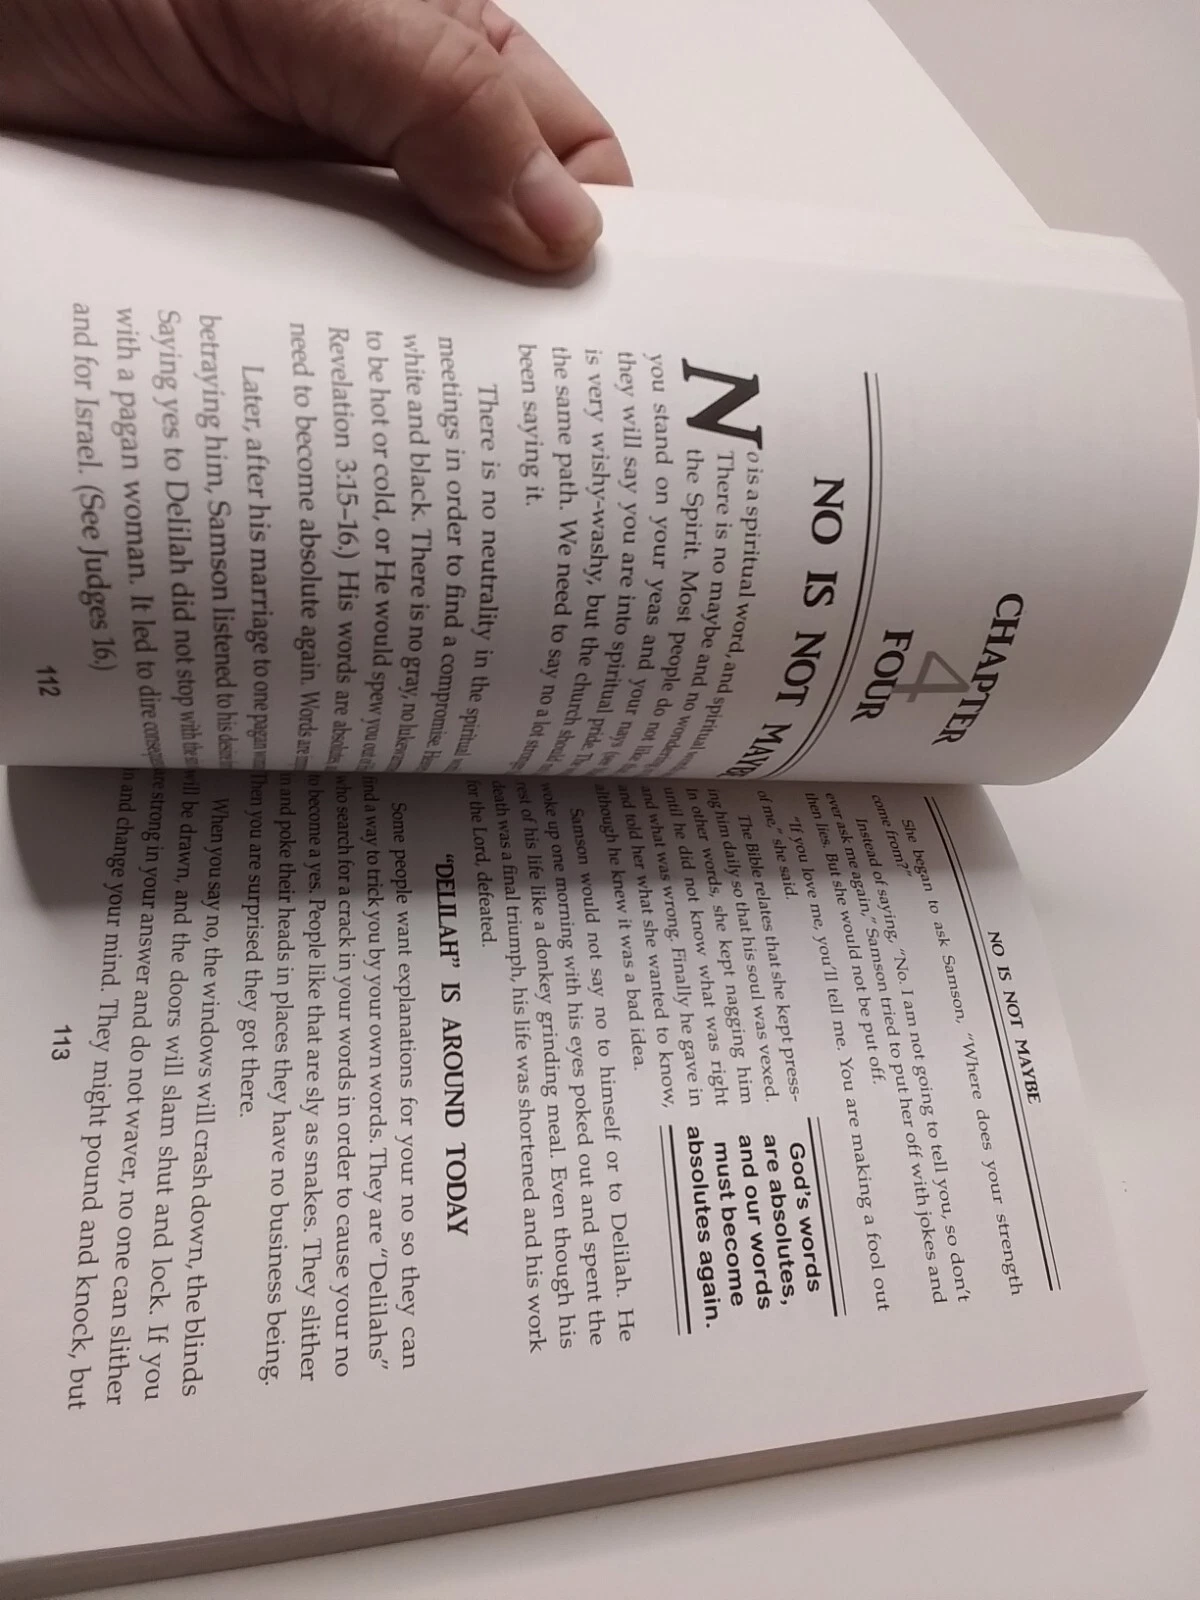 CHAPTER
4
FOUR
NO IS NOT MAYBE
No is a spiritual word, and spiritual
There is no maybe and no
the Spirit. Most people do
you stand on your yeas and your nays
they will say you are into spiritual pride.
is very wishy-washy, but the church should
the same path. We need to say no a lot
been saying it.
There is no neutrality in the spiritual
meetings in order to find a compromise.
white and black. There is no gray, no
to be hot or cold, or He would spew you out
Revelation 3:15–16.) His words are absolutes
need to become absolute again. Words are
Later, after his marriage to one pagan
betraying him, Samson listened to his
Saying yes to Delilah did not stop with the
with a pagan woman. It led to dire
and for Israel. (See Judges 16.)
112
NO IS NOT MAYBE
She began to ask Samson, "Where does your strength
come from?"
Instead of saying, "No. I am not going to tell you, so don't
ever ask me again," Samson tried to put her off with jokes and
then lies. But she would not be put off.
"If you love me, you'll tell me. You are making a fool out
of me," she said.
The Bible relates that she kept press-
ing him daily so that his soul was vexed.
In other words, she kept nagging him
until he did not know what was right
and what was wrong. Finally he gave in
and told her what she wanted to know,
although he knew it was a bad idea.
God's words
are absolutes,
and our words
must become
absolutes again.
Samson would not say no to himself or to Delilah. He
woke up one morning with his eyes poked out and spent the
rest of his life like a donkey grinding meal. Even though his
death was a final triumph, his life was shortened and his work
for the Lord, defeated.
"DELILAH" IS AROUND TODAY
Some people want explanations for your no so they can
find a way to trick you by your own words. They are "Delilahs"
who search for a crack in your words in order to cause your no
to become a yes. People like that are sly as snakes. They slither
in and poke their heads in places they have no business being.
Then you are surprised they got there.
When you say no, the windows will crash down, the blinds
will be drawn, and the doors will slam shut and lock. If you
are strong in your answer and do not waver, no one can slither
in and change your mind. They might pound and knock, but
113